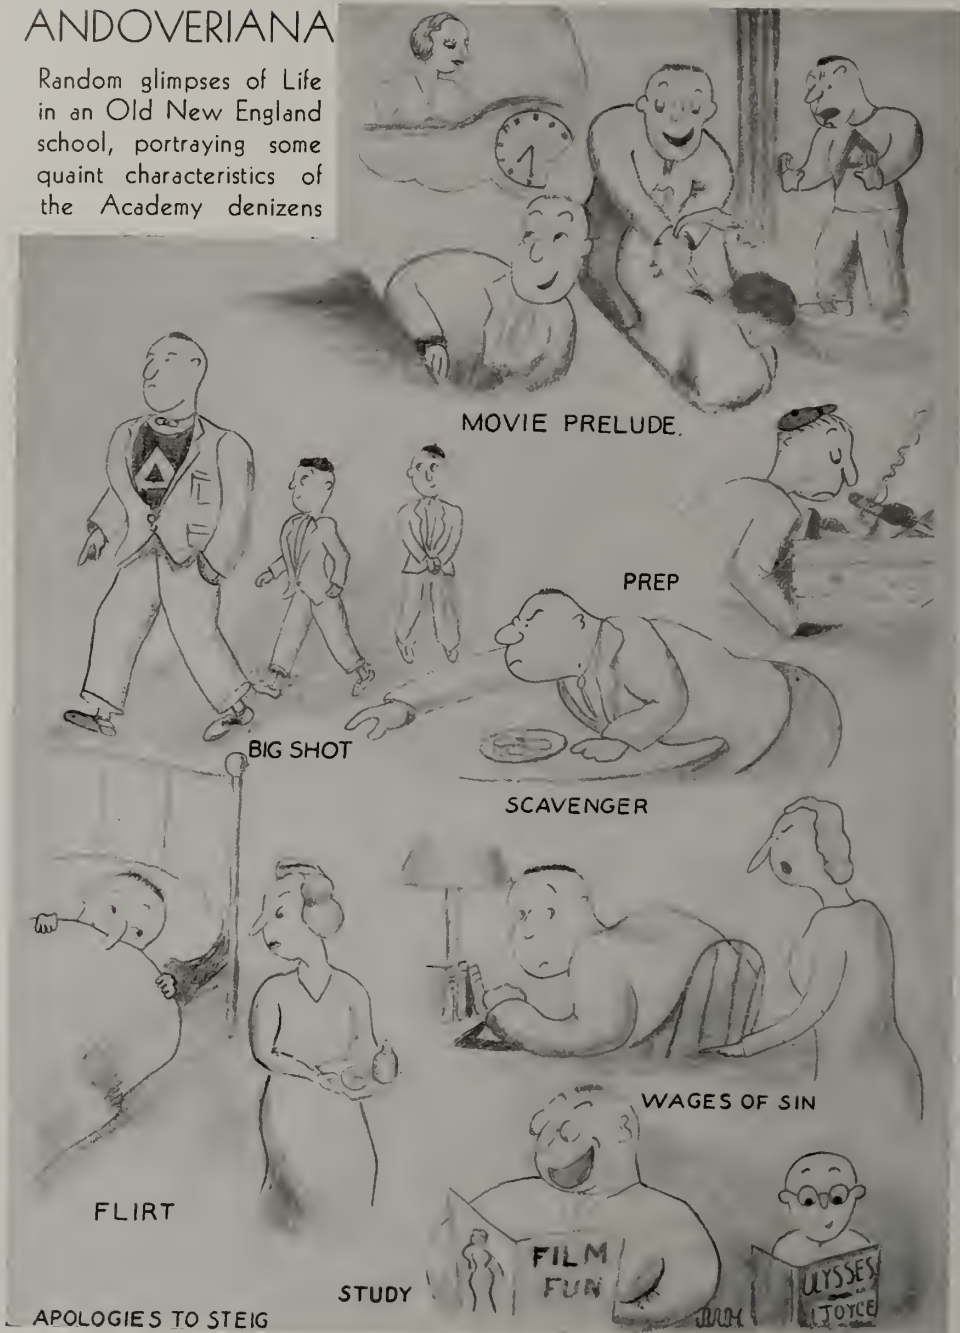 ANDOVERIANA
Random glimpses of Life
in an Old New England
school, portraying some
quaint characteristics of
the Academy denizens
MOVIE PRELUDE.
PREP
BIG SHOT
SCAVENGER
WAGES OF SIN
FLIRT
FILM
FUN
STUDY
ULYSSES
JOYCE
APOLOGIES TO STEIG